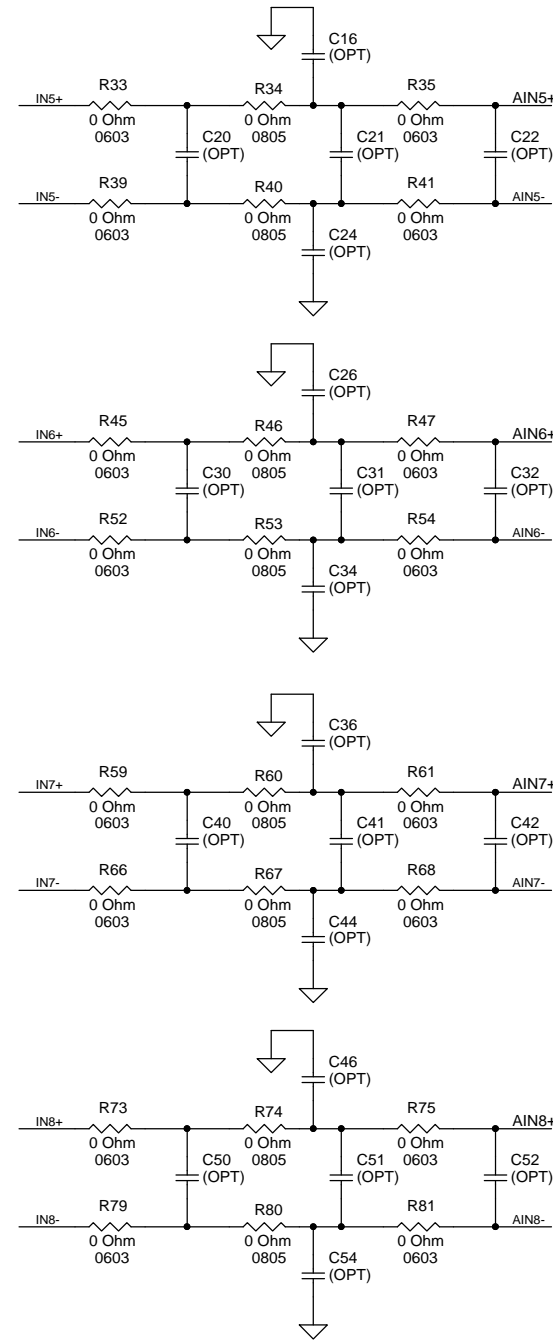 C16
(OPT)
R33
R34
R35
IN5+
AIN5+
0 Ohm
0603
0 Ohm
0805
0 Ohm
0603
C20
(OPT)
C21
(OPT)
C22
(OPT)
R39
R40
R41
IN5-
AIN5-
0 Ohm
0603
0 Ohm
0805
0 Ohm
0603
C24
(OPT)
C26
(OPT)
R45
R46
R47
IN6+
AIN6+
0 Ohm
0603
0 Ohm
0805
0 Ohm
0603
C30
(OPT)
C31
(OPT)
C32
(OPT)
R52
R53
R54
IN6-
AIN6-
0 Ohm
0603
0 Ohm
0805
0 Ohm
0603
C34
(OPT)
C36
(OPT)
R59
R60
R61
IN7+
AIN7+
0 Ohm
0603
0 Ohm
0805
0 Ohm
0603
C40
(OPT)
C41
(OPT)
C42
(OPT)
R66
R67
R68
IN7-
AIN7-
0 Ohm
0603
0 Ohm
0805
0 Ohm
0603
C44
(OPT)
C46
(OPT)
R73
R74
R75
IN8+
AIN8+
0 Ohm
0603
0 Ohm
0805
0 Ohm
0603
C50
(OPT)
C51
(OPT)
C52
(OPT)
R79
R80
R81
IN8-
AIN8-
0 Ohm
0603
0 Ohm
0805
0 Ohm
0603
C54
(OPT)